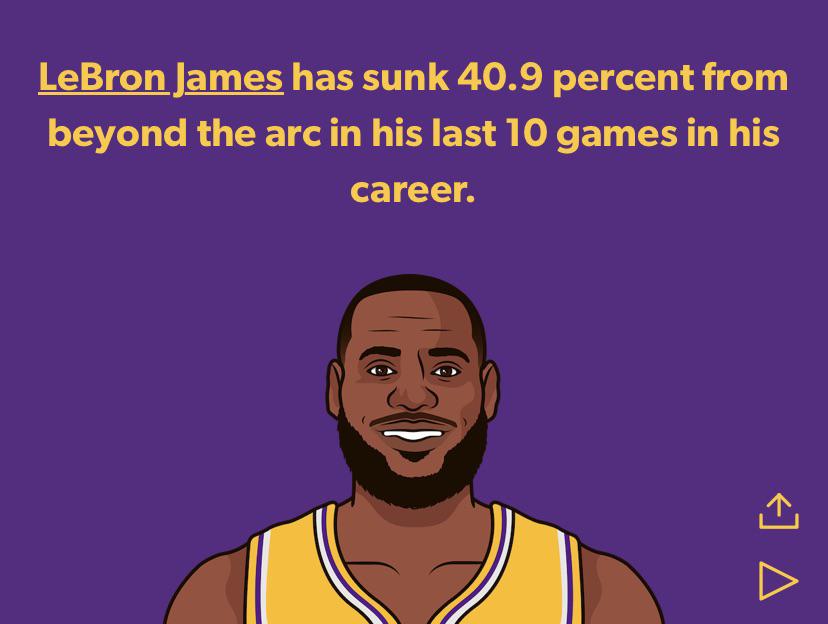 LeBron James has sunk 40.9 percent from
beyond the arc in his last 10 games in his
career.